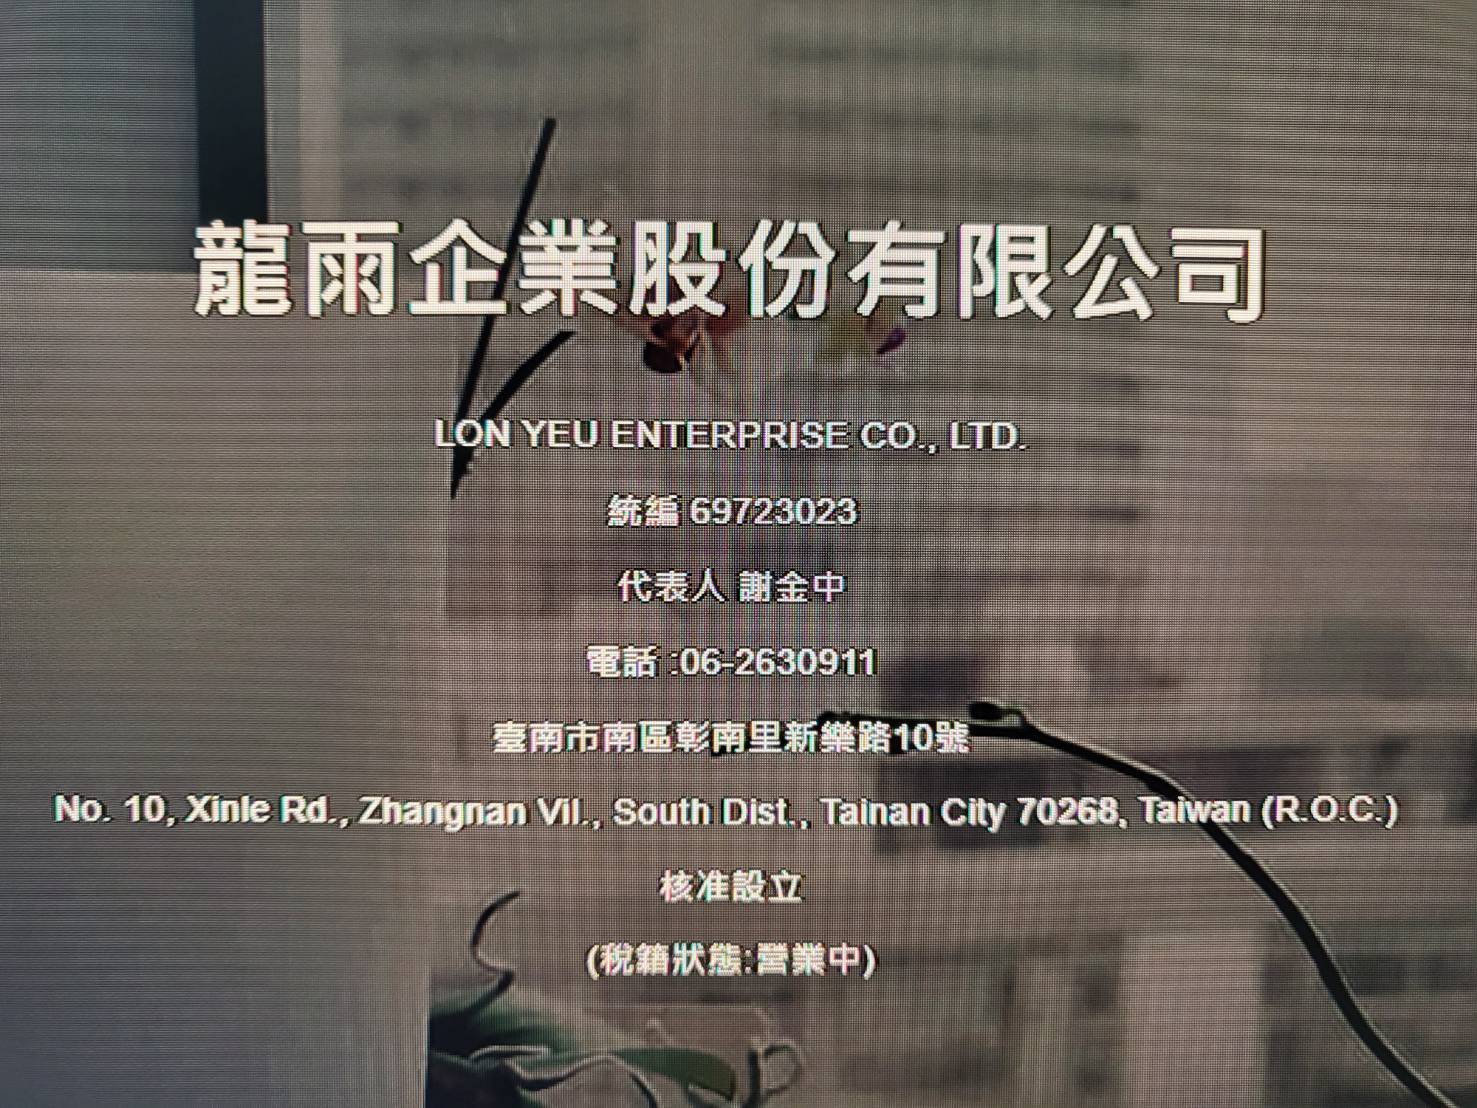 龍雨企業股份有限公司
LON YEU ENTERPRISE CO., LTD.
統編 69723023
代表人 謝金中
電話 :06-2630911
臺南市南區彰南里新樂路10號
No. 10, Xinle Rd., Zhangnan Vil., South Dist., Tainan City 70268, Taiwan (R.O.C.)
核准設立
(稅籍狀態:營業中)